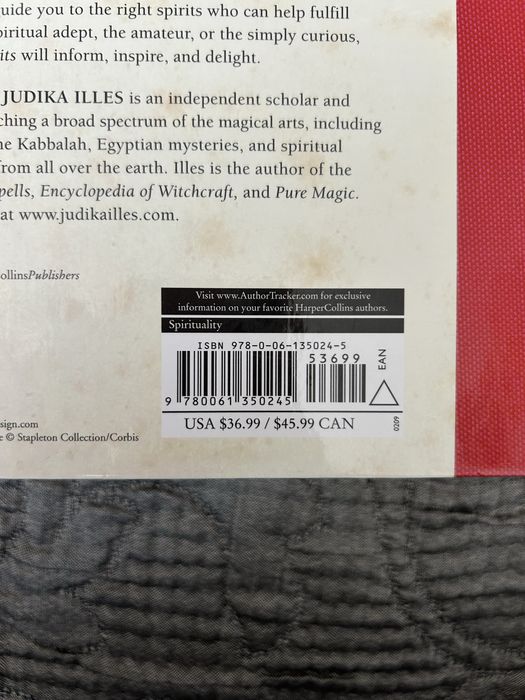 uide you to the right spirits who can help fulfill
piritual adept, the amateur, or the simply curious,
its will inform, inspire, and delight.
JUDIKA ILLES is an independent scholar and
ching a broad spectrum of the magical arts, including
he Kabbalah, Egyptian mysteries, and spiritual
from all over the earth. Illes is the author of the
pells, Encyclopedia of Witchcraft, and Pure Magic.
at www.judikailles.com.
ollinsPublishers
Visit www.AuthorTracker.com for exclusive
information on your favorite HarperCollins authors.
Spirituality
ISBN 978-0-06-135024-5
53699
EAN
9 780061 350245
USA $36.99 / $45.99 CAN
0209
sign.com
e © Stapleton Collection/Corbis